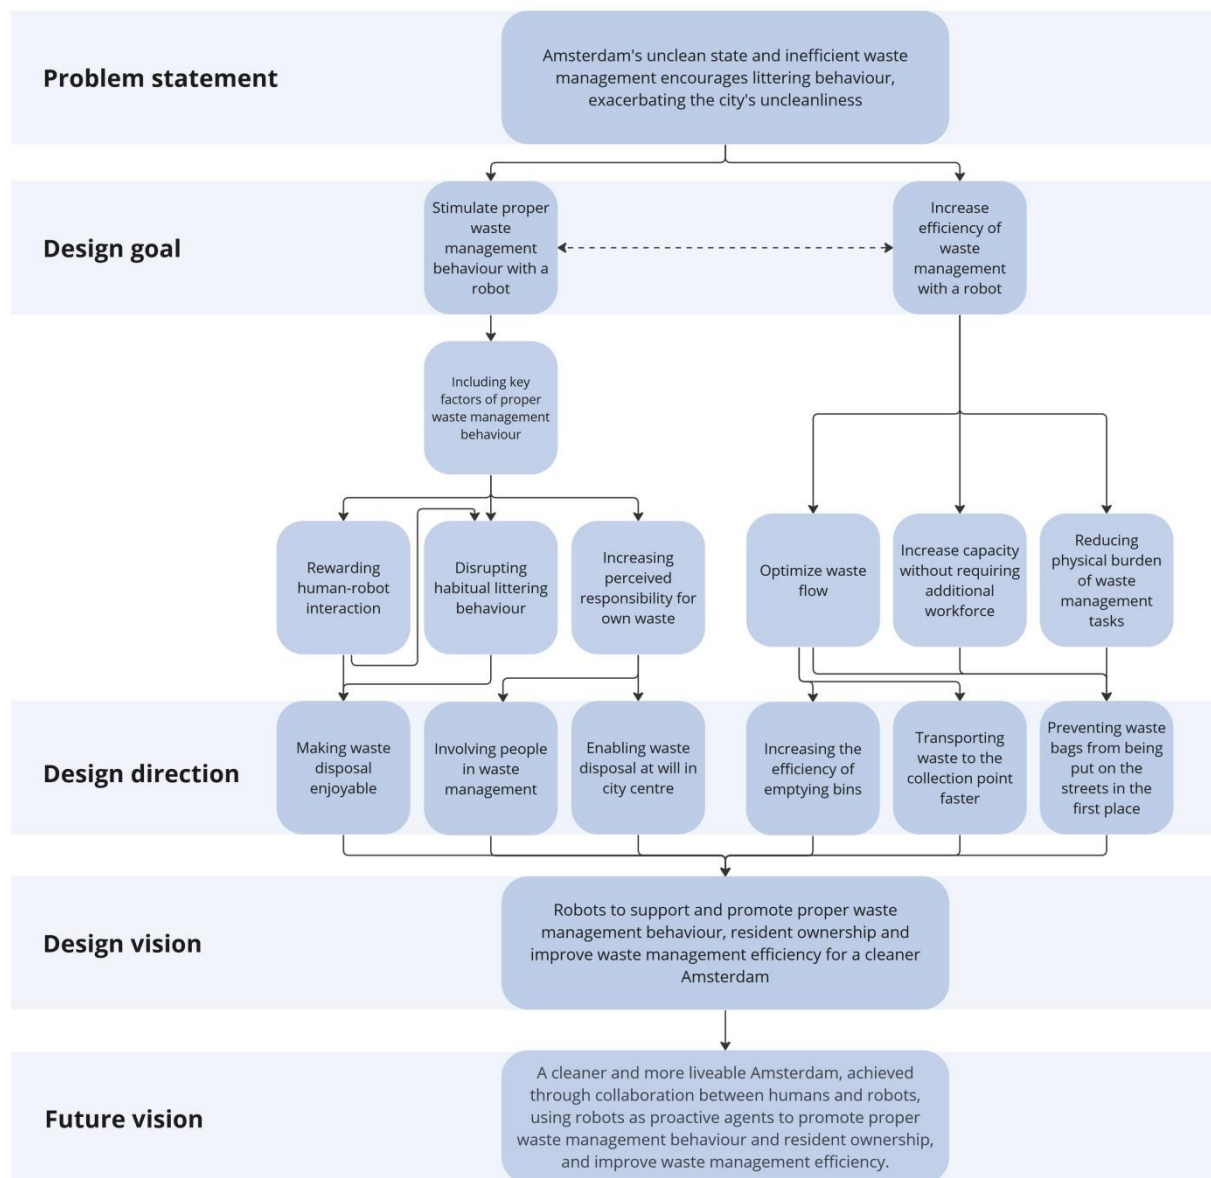 Problem statement
Amsterdam's unclean state and inefficient waste
management encourages littering behaviour,
exacerbating the city's uncleanliness
Design goal
Stimulate proper
waste
management
behaviour with a
robot
Increase
efficiency of
waste
management
with a robot
Including key
factors of proper
waste management
behaviour
Rewarding
human-robot
interaction
Disrupting
habitual littering
behaviour
Increasing
perceived
responsibility for
own waste
Optimize waste
flow
Increase capacity
without requiring
additional
workforce
Reducing
physical burden
of waste
management
tasks
Design direction
Making waste
disposal
enjoyable
Involving people
in waste
management
Enabling waste
disposal at will in
city centre
Increasing the
efficiency of
emptying bins
Transporting
waste to the
collection point
faster
Preventing waste
bags from being
put on the
streets in the
first place
Design vision
Robots to support and promote proper waste
management behaviour, resident ownership and
improve waste management efficiency for a cleaner
Amsterdam
Future vision
A cleaner and more liveable Amsterdam, achieved
through collaboration between humans and robots,
using robots as proactive agents to promote proper
waste management behaviour and resident ownership,
and improve waste management efficiency.